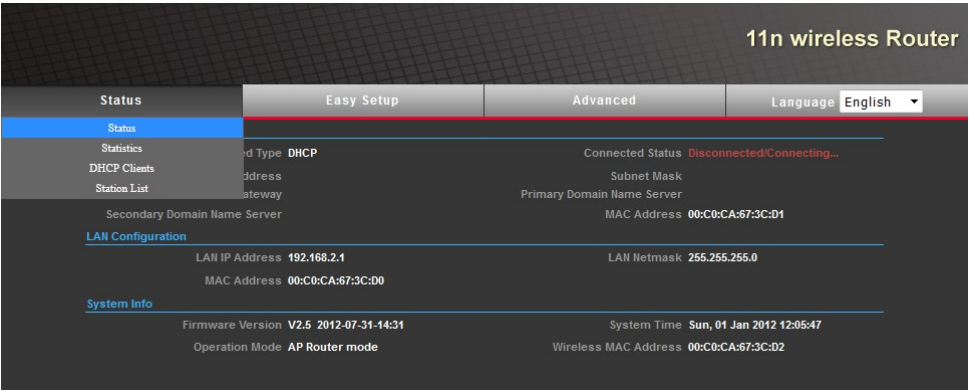 11n wireless Router
Status Easy Setup Advanced Language English
Status
Statistics
DHCP Clients
Station List
ed Type DHCP Connected Status Disconnected/Connecting...
ddress Subnet Mask
ateway Primary Domain Name Server
Secondary Domain Name Server MAC Address 00:C0:CA:67:3C:D1
LAN Configuration
LAN IP Address 192.168.2.1 LAN Netmask 255.255.255.0
MAC Address 00:C0:CA:67:3C:D0
System Info
Firmware Version V2.5 2012-07-31-14:31 System Time Sun, 01 Jan 2012 12:05:47
Operation Mode AP Router mode Wireless MAC Address 00:C0:CA:67:3C:D2